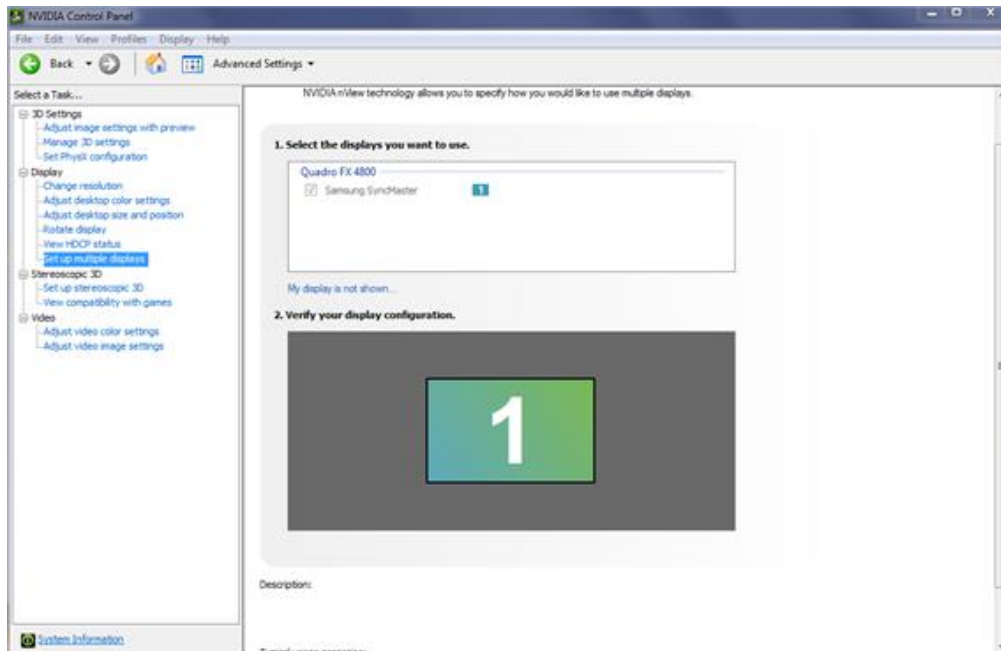 NVIDIA Control Panel
File Edit View Profiles Display Help
Back Advanced Settings
Select a Task...
3D Settings
Adjust image settings with preview
Manage 3D settings
Set PhysX configuration
Display
Change resolution
Adjust desktop color settings
Adjust desktop size and position
Rotate display
View HDCP status
Set up multiple displays
Stereoscopic 3D
Set up stereoscopic 3D
View compatibility with games
Video
Adjust video color settings
Adjust video image settings
System Information
NVIDIA nView technology allows you to specify how you would like to use multiple displays.
1. Select the displays you want to use.
Quadro FX 4800
Samsung SyncMaster 1
My display is not shown...
2. Verify your display configuration.
1
Description: